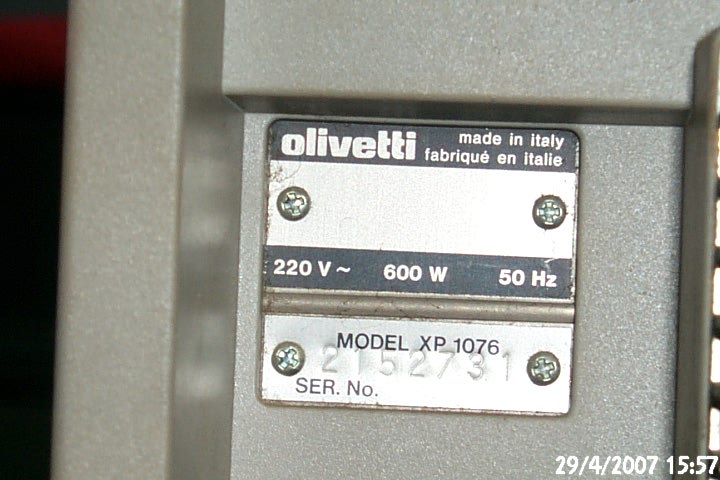 olivetti made in italy
fabriqué en italie
220 V ~ 600 W 50 Hz
MODEL XP 1076
2152731
SER. No.
29/4/2007 15:57